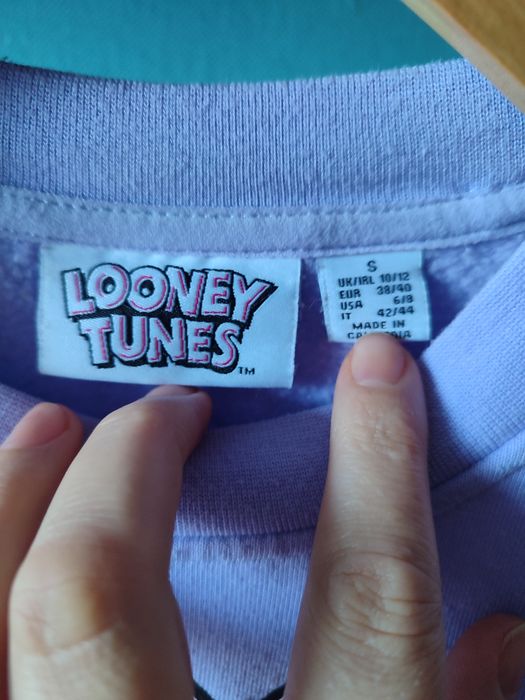 LOONEY
TUNES
TM
S
UK/IRL 10/12
EUR 38/40
USA 6/8
IT 42/44
MADE IN